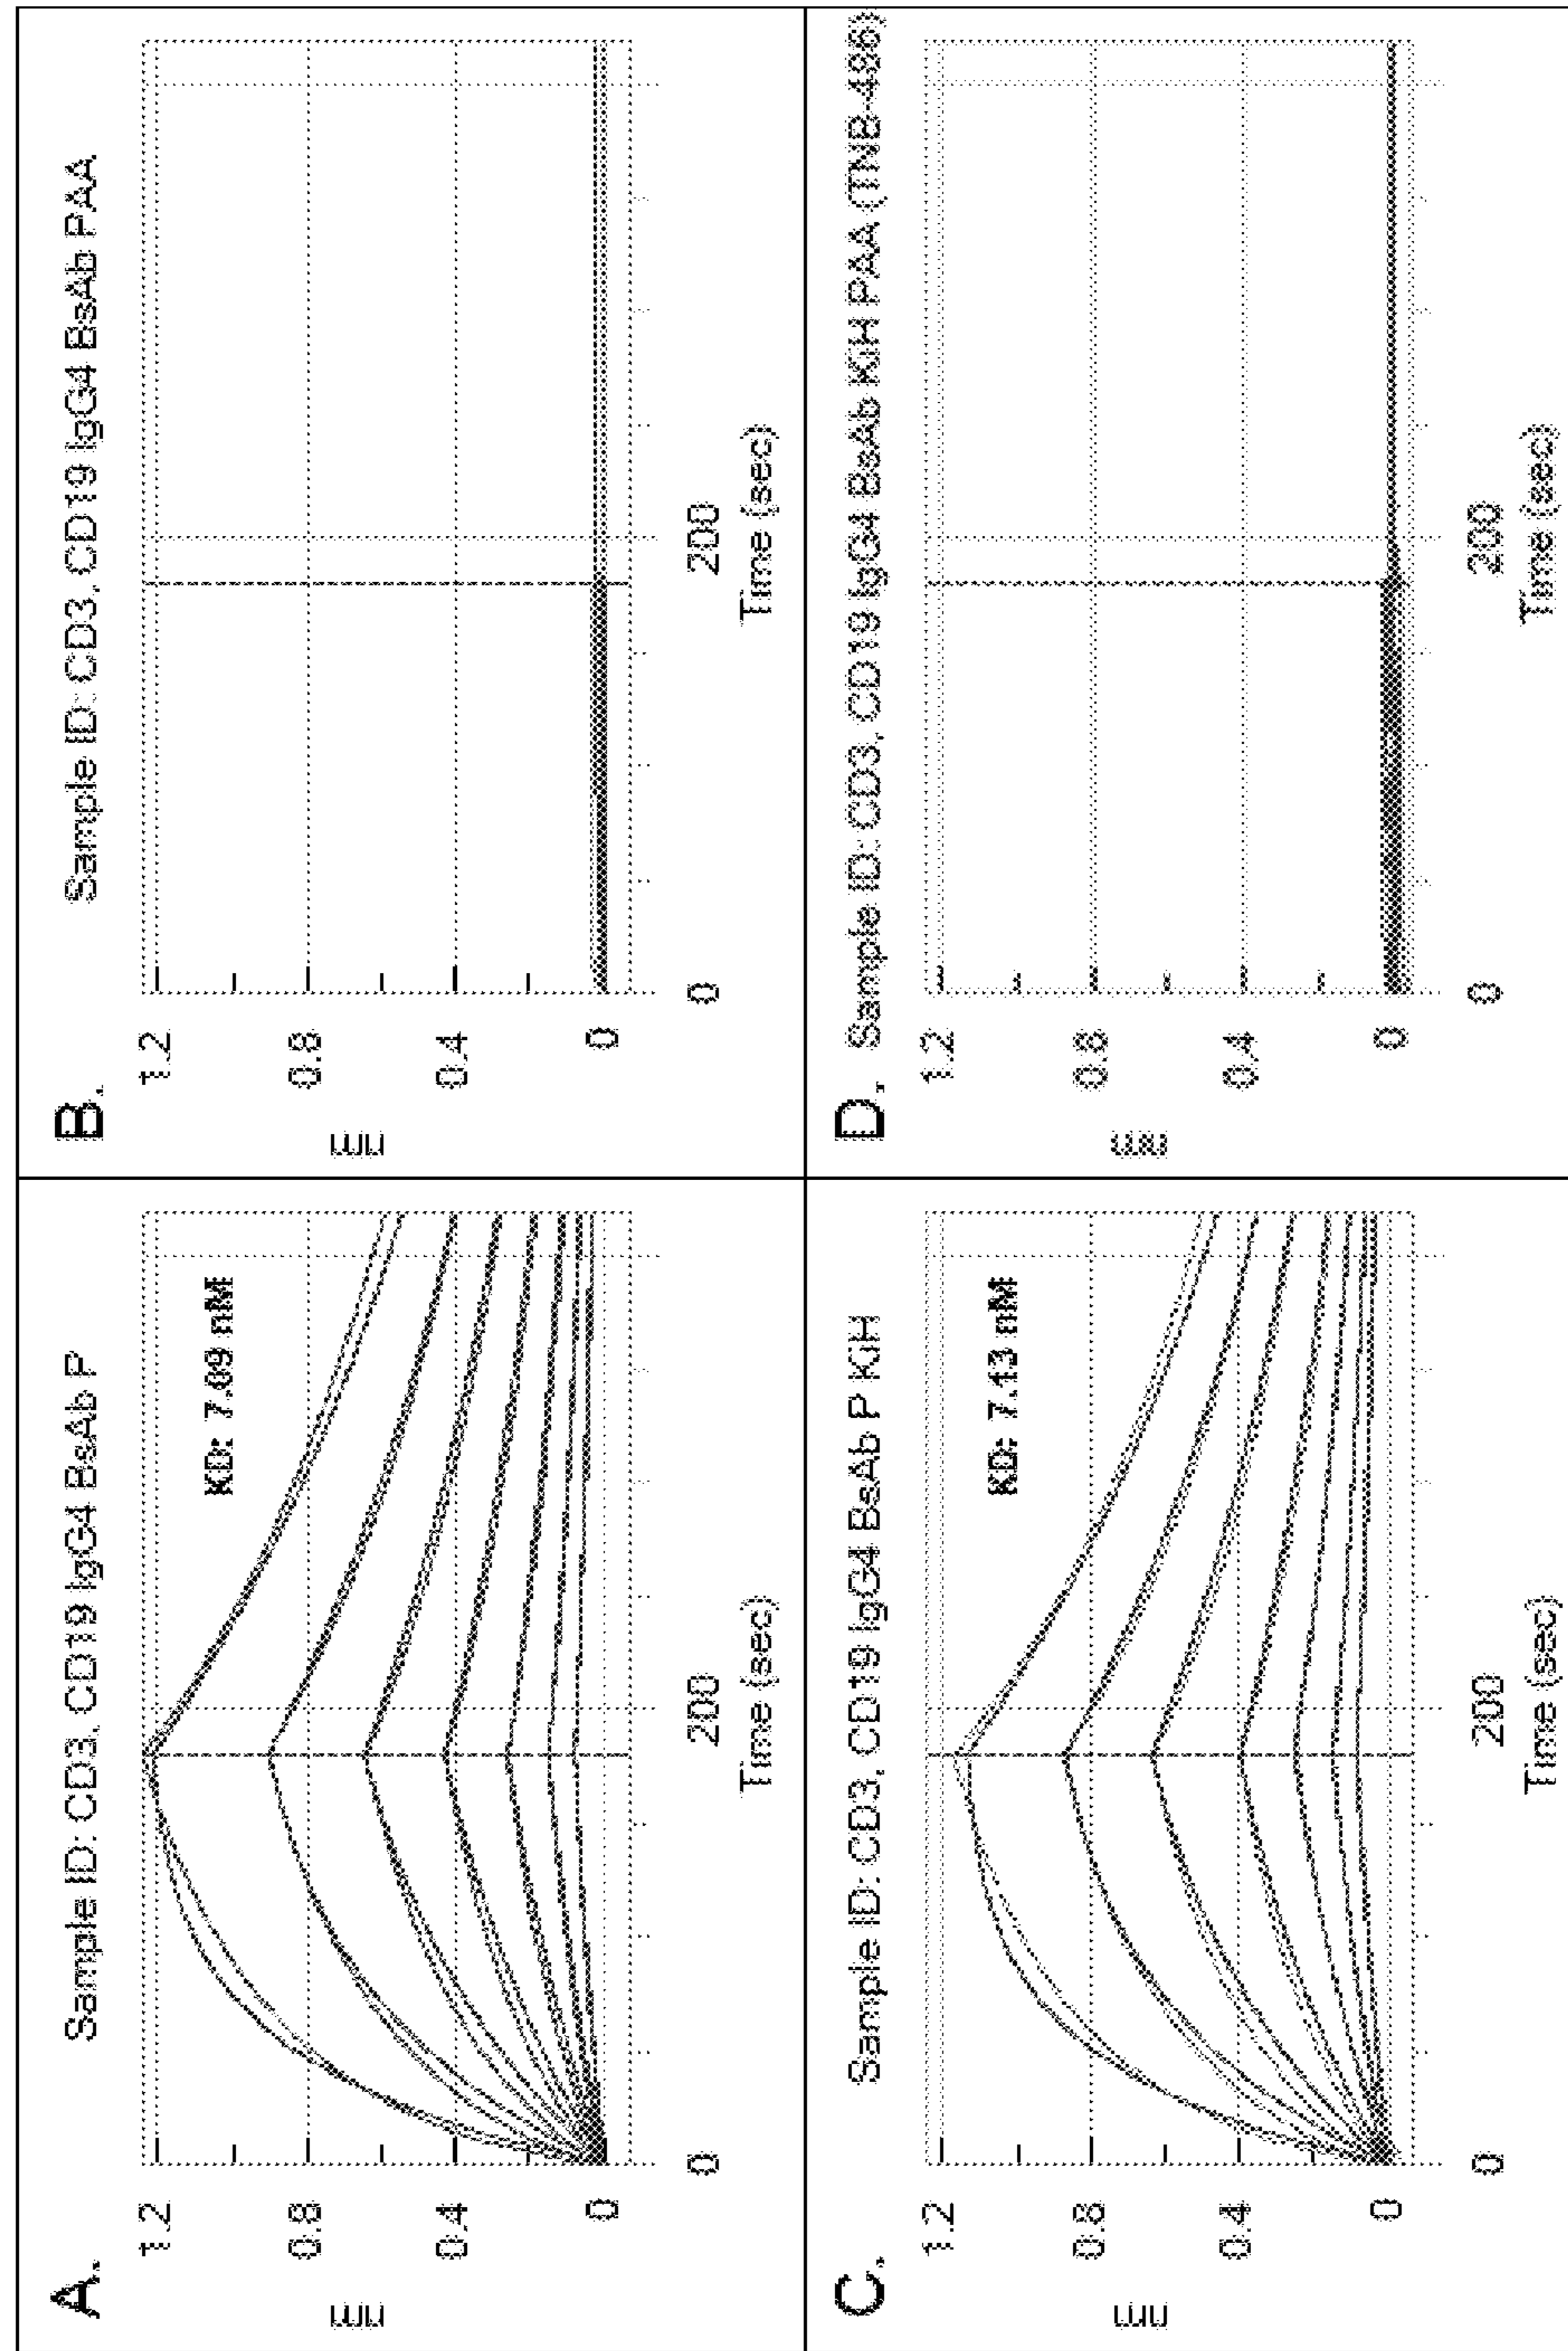 A.
Sample ID: CD3, CD19 IgG4 BsAb P
nm
1.2
0.8
0.4
0
KD: 7.09 nM
0
200
Time (sec)
B.
Sample ID: CD3, CD19 IgG4 BsAb PAA
nm
1.2
0.8
0.4
0
0
200
Time (sec)
C.
Sample ID: CD3, CD19 IgG4 BsAb P KiH
nm
1.2
0.8
0.4
0
KD: 7.13 nM
0
200
Time (sec)
D.
Sample ID: CD3, CD19 IgG4 BsAb KiH PAA (TNB-486)
nm
1.2
0.8
0.4
0
0
200
Time (sec)